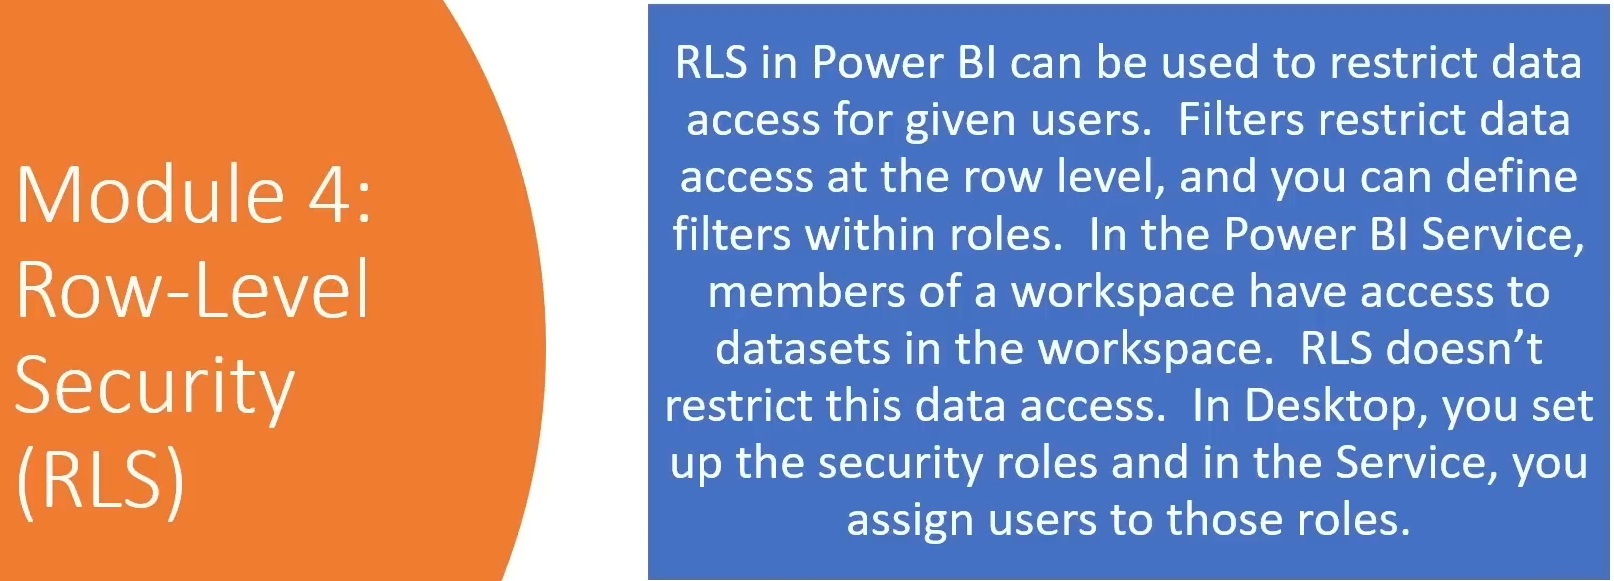 Module 4:
Row-Level
Security
(RLS)
RLS in Power BI can be used to restrict data
access for given users.  Filters restrict data
access at the row level, and you can define
filters within roles.  In the Power BI Service,
members of a workspace have access to
datasets in the workspace.  RLS doesn’t
restrict this data access.  In Desktop, you set
up the security roles and in the Service, you
assign users to those roles.